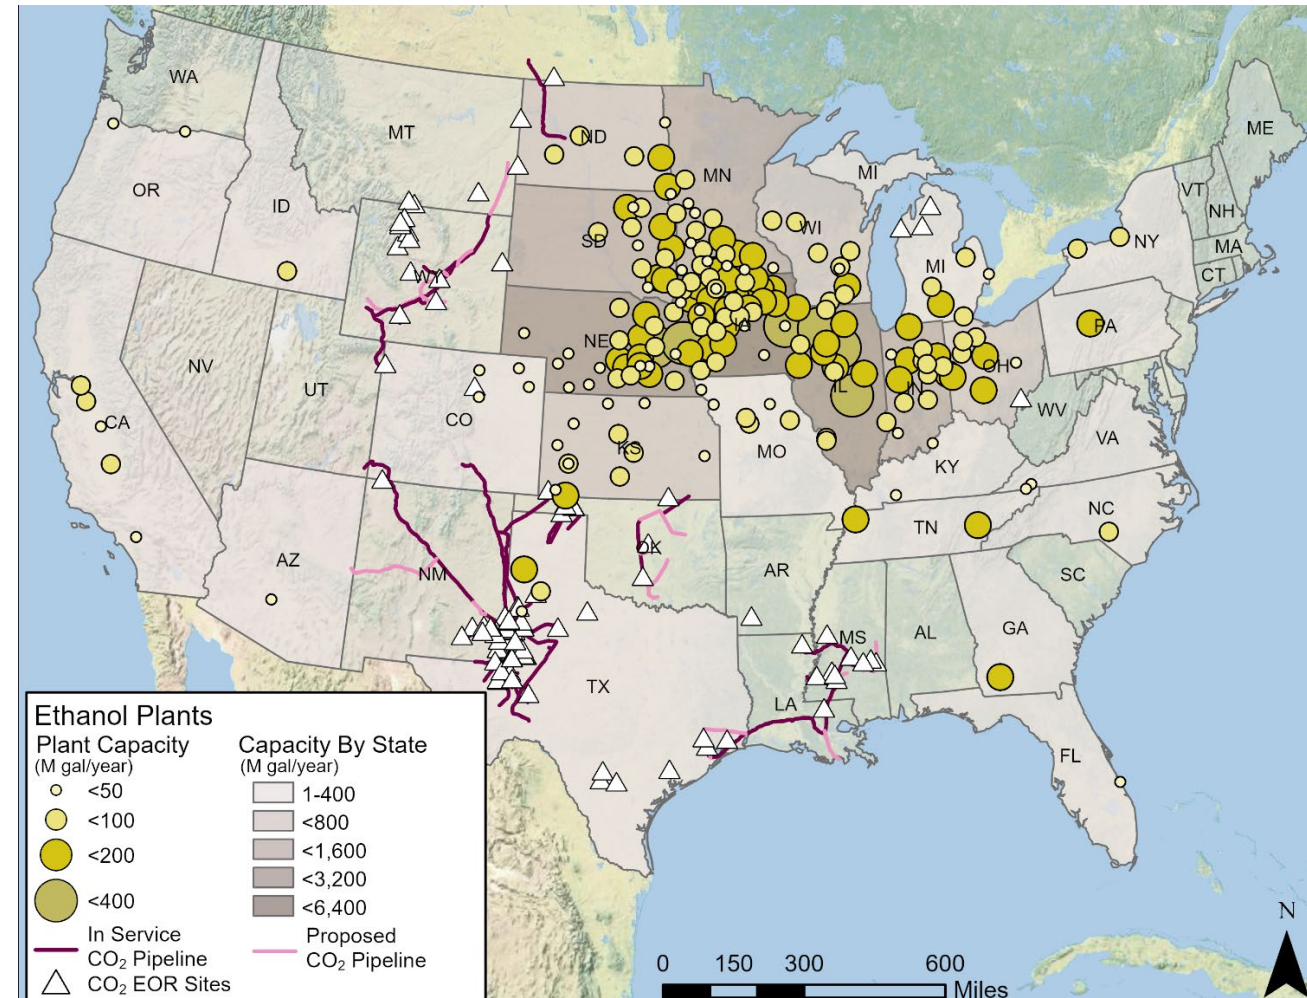 WA
MT
ND
MN
MI
ME
VT
NH
OR
ID
SD
WI
NY
MA
WY
MI
CT
NE
IA
PA
NV
UT
IL
IN
OH
CA
CO
WV
KS
MO
VA
KY
NC
TN
AZ
NM
OK
AR
SC
MS
AL
GA
TX
LA
FL
Ethanol Plants
Plant Capacity
(M gal/year)
<50
<100
<200
<400
In Service
CO₂ Pipeline
CO₂ EOR Sites
Capacity By State
(M gal/year)
1-400
<800
<1,600
<3,200
<6,400
Proposed
CO₂ Pipeline
0 150 300 600
Miles
N